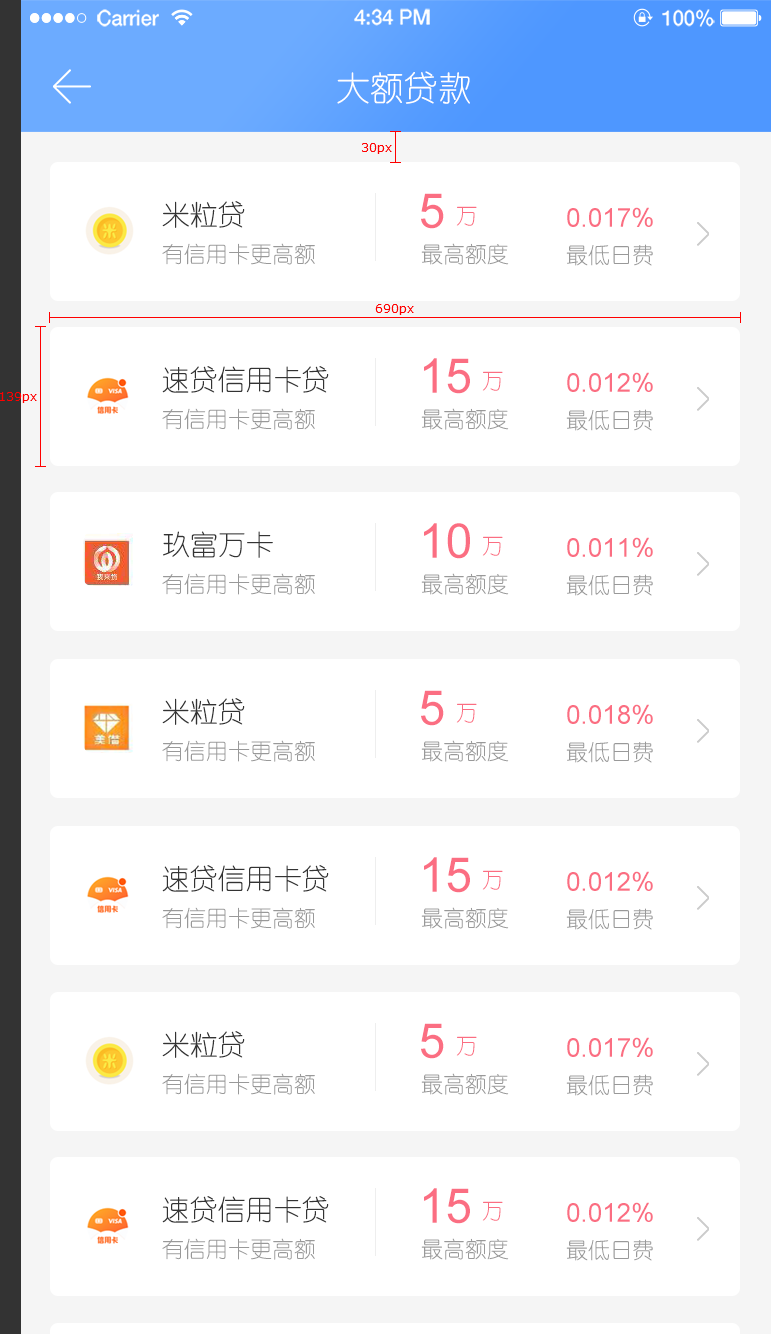 Carrier 4:34 PM 100%
大额贷款
30px
米粒贷 5 万 0.017%
有信用卡更高额 最高额度 最低日费
690px
速贷信用卡贷 15 万 0.012%
VISA
信用卡
有信用卡更高额 最高额度 最低日费
139px
玖富万卡 10 万 0.011%
我来贷
有信用卡更高额 最高额度 最低日费
米粒贷 5 万 0.018%
美借
有信用卡更高额 最高额度 最低日费
速贷信用卡贷 15 万 0.012%
VISA
信用卡
有信用卡更高额 最高额度 最低日费
米
米粒贷 5 万 0.017%
有信用卡更高额 最高额度 最低日费
速贷信用卡贷 15 万 0.012%
VISA
信用卡
有信用卡更高额 最高额度 最低日费